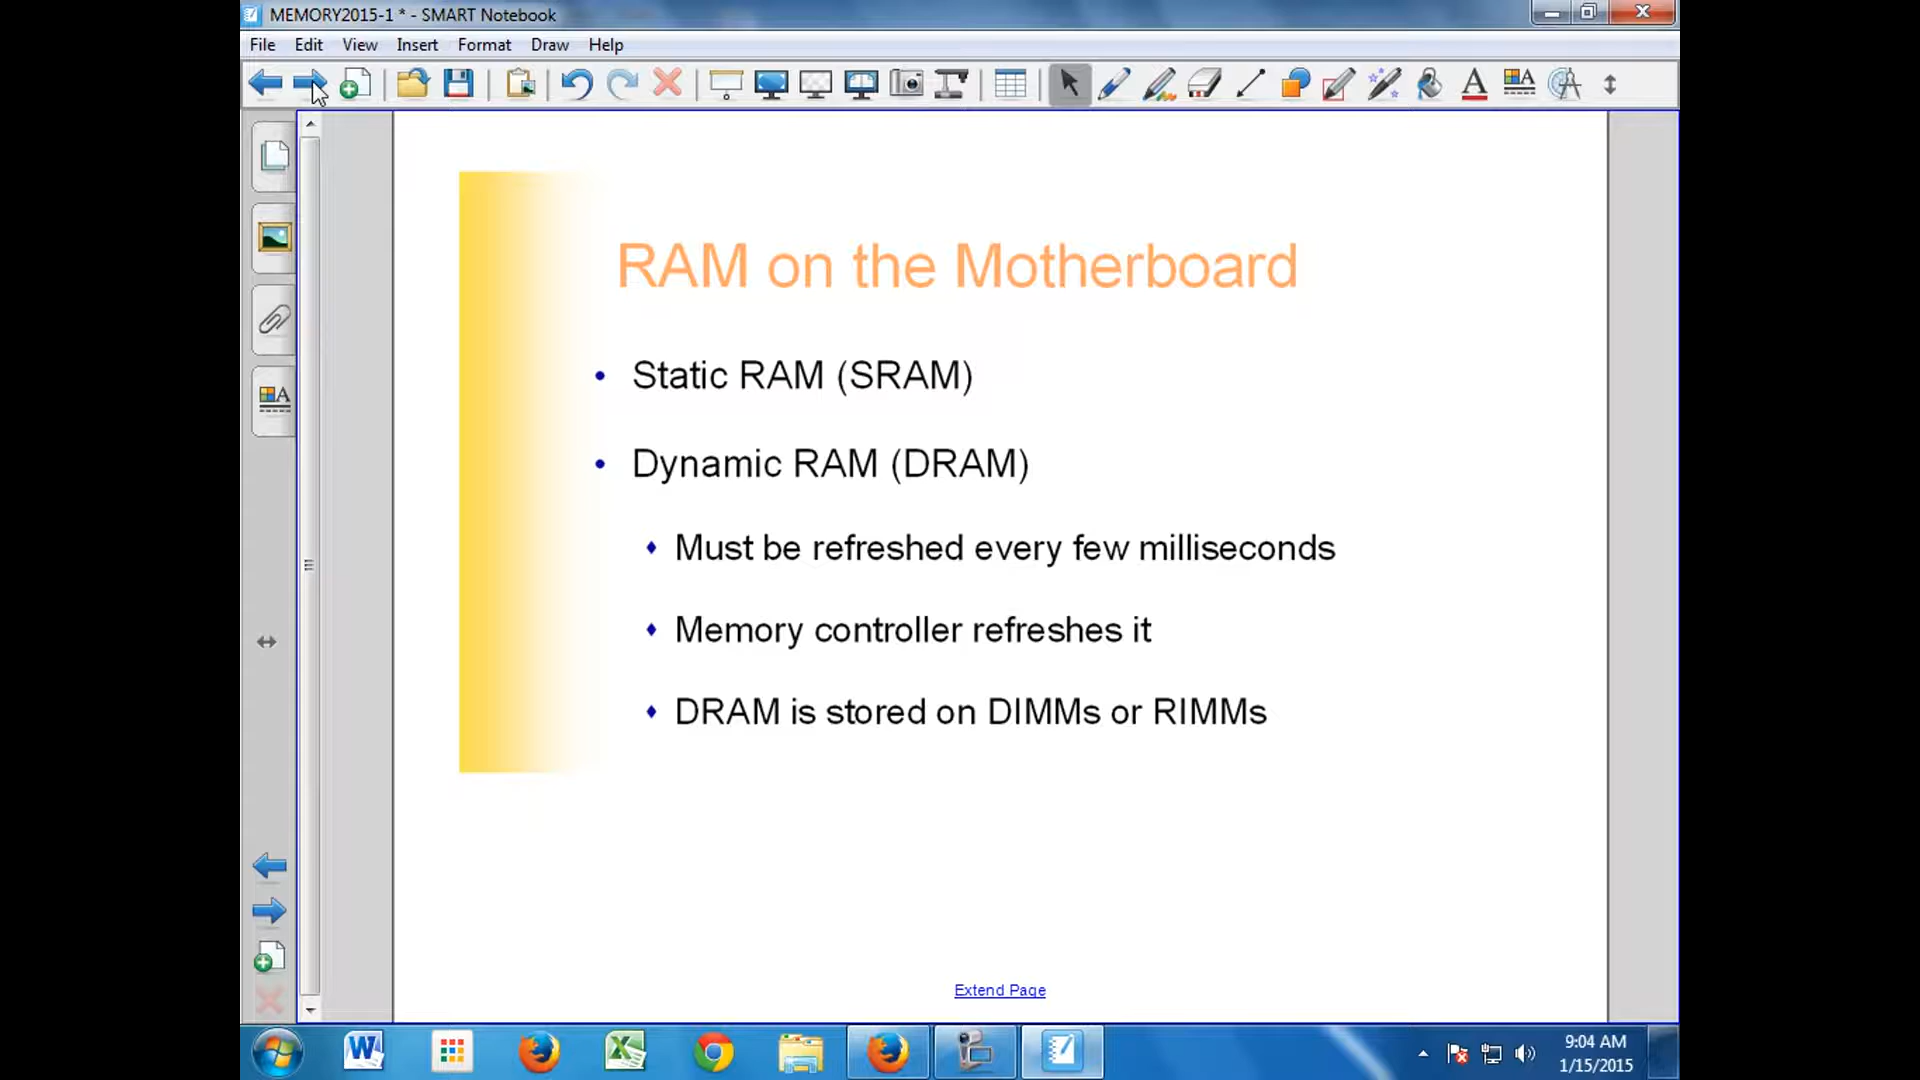 MEMORY2015-1 * - SMART Notebook
File Edit View Insert Format Draw Help
RAM on the Motherboard
• Static RAM (SRAM)
• Dynamic RAM (DRAM)
♦ Must be refreshed every few milliseconds
♦ Memory controller refreshes it
♦ DRAM is stored on DIMMs or RIMMs
Extend Page
9:04 AM
1/15/2015